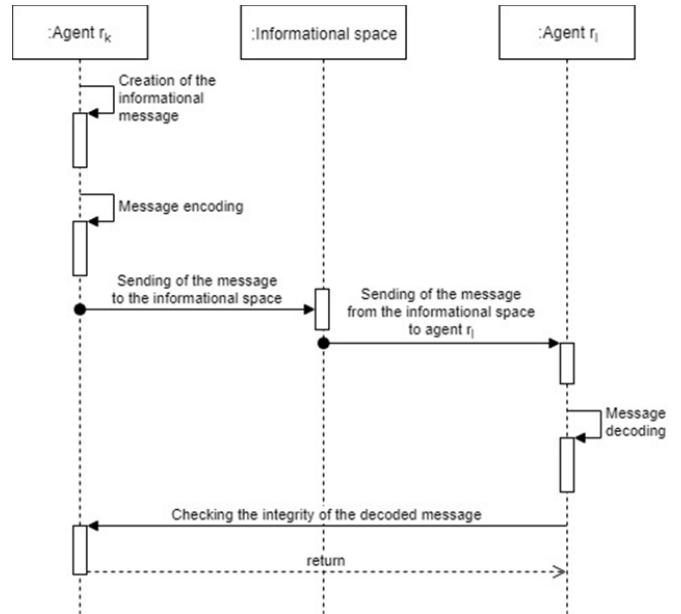 :Agent rk
:Informational space
:Agent rl
Creation of the
informational
message
Message encoding
Sending of the message
to the informational space
Sending of the message
from the informational space
to agent rl
Message
decoding
Checking the integrity of the decoded message
return